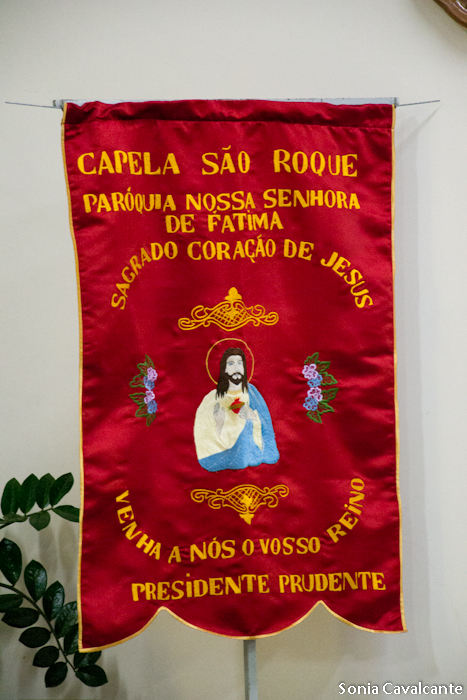 CAPELA SÃO ROQUE
PARÓQUIA NOSSA SENHORA
DE FATIMA
SAGRADO CORAÇÃO DE JESUS
VENHA A NÓS O VOSSO REINO
PRESIDENTE PRUDENTE
Sonia Cavalcante